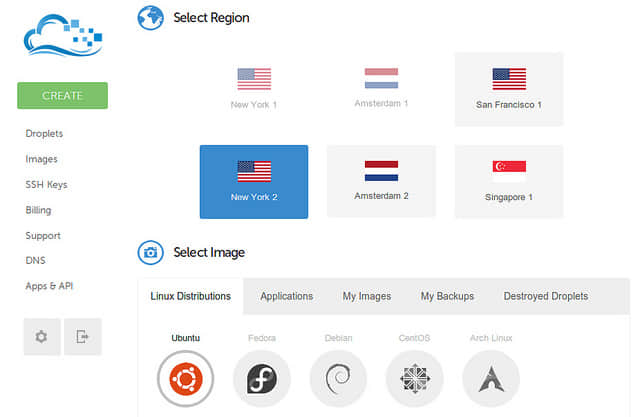 Select Region
CREATE
New York 1
Amsterdam 1
San Francisco 1
Droplets
Images
SSH Keys
Billing
Support
DNS
Apps & API
New York 2
Amsterdam 2
Singapore 1
Select Image
Linux Distributions
Applications
My Images
My Backups
Destroyed Droplets
Ubuntu
Fedora
Debian
CentOS
Arch Linux